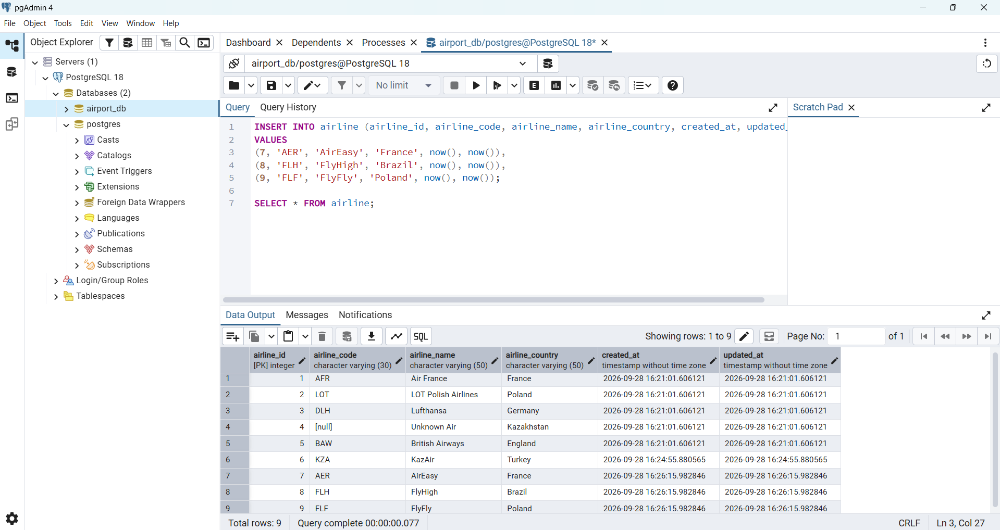 pgAdmin 4
File Object Tools Edit View Window Help
Object Explorer
Dashboard Dependents Processes airport_db/postgres@PostgreSQL 18*
Servers (1)
PostgreSQL 18
Databases (2)
airport_db
postgres
Casts
Catalogs
Event Triggers
Extensions
Foreign Data Wrappers
Languages
Publications
Schemas
Subscriptions
Login/Group Roles
Tablespaces
airport_db/postgres@PostgreSQL 18
No limit
E
Query Query History
Scratch Pad
1 INSERT INTO airline (airline_id, airline_code, airline_name, airline_country, created_at, updated_
2 VALUES
3 (7, 'AER', 'AirEasy', 'France', now(), now()),
4 (8, 'FLH', 'FlyHigh', 'Brazil', now(), now()),
5 (9, 'FLF', 'FlyFly', 'Poland', now(), now());
6
7 SELECT * FROM airline;
Data Output Messages Notifications
SQL
Showing rows: 1 to 9
Page No: 1 of 1
airline_id airline_code airline_name airline_country created_at updated_at
[PK] integer character varying (30) character varying (50) character varying (50) timestamp without time zone timestamp without time zone
1 1 AFR Air France France 2026-09-28 16:21:01.606121 2026-09-28 16:21:01.606121
2 2 LOT LOT Polish Airlines Poland 2026-09-28 16:21:01.606121 2026-09-28 16:21:01.606121
3 3 DLH Lufthansa Germany 2026-09-28 16:21:01.606121 2026-09-28 16:21:01.606121
4 4 [null] Unknown Air Kazakhstan 2026-09-28 16:21:01.606121 2026-09-28 16:21:01.606121
5 5 BAW British Airways England 2026-09-28 16:21:01.606121 2026-09-28 16:21:01.606121
6 6 KZA KazAir Turkey 2026-09-28 16:24:55.880565 2026-09-28 16:24:55.880565
7 7 AER AirEasy France 2026-09-28 16:26:15.982846 2026-09-28 16:26:15.982846
8 8 FLH FlyHigh Brazil 2026-09-28 16:26:15.982846 2026-09-28 16:26:15.982846
9 9 FLF FlyFly Poland 2026-09-28 16:26:15.982846 2026-09-28 16:26:15.982846
Total rows: 9 Query complete 00:00:00.077
CRLF Ln 3, Col 27